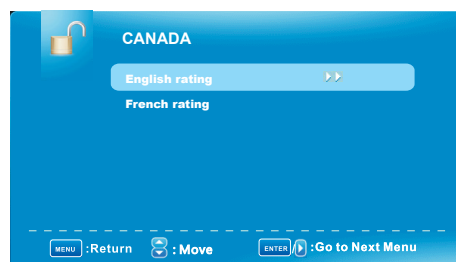 CANADA
English rating
French rating
MENU :Return : Move ENTER / :Go to Next Menu